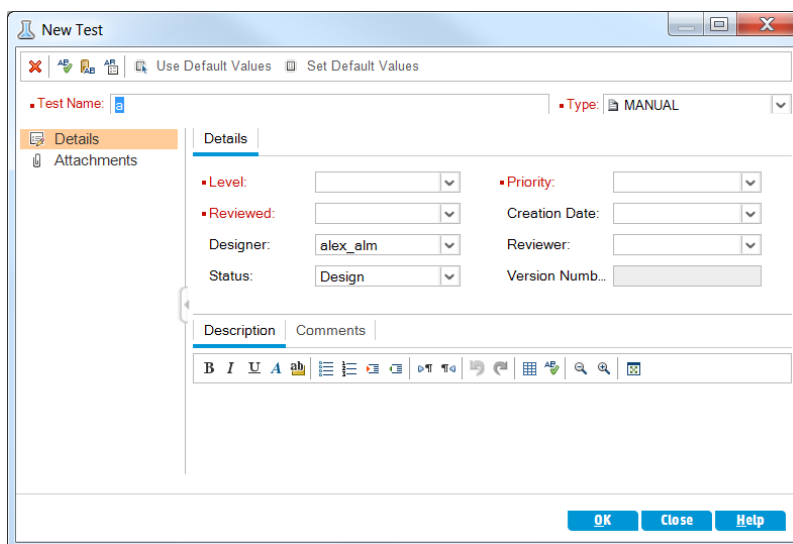 New Test
Use Default Values Set Default Values
Test Name: a Type: MANUAL
Details
Attachments
Details
Level: Priority:
Reviewed: Creation Date:
Designer: alex_alm Reviewer:
Status: Design Version Numb...
Description Comments
B I U A ab
OK Close Help